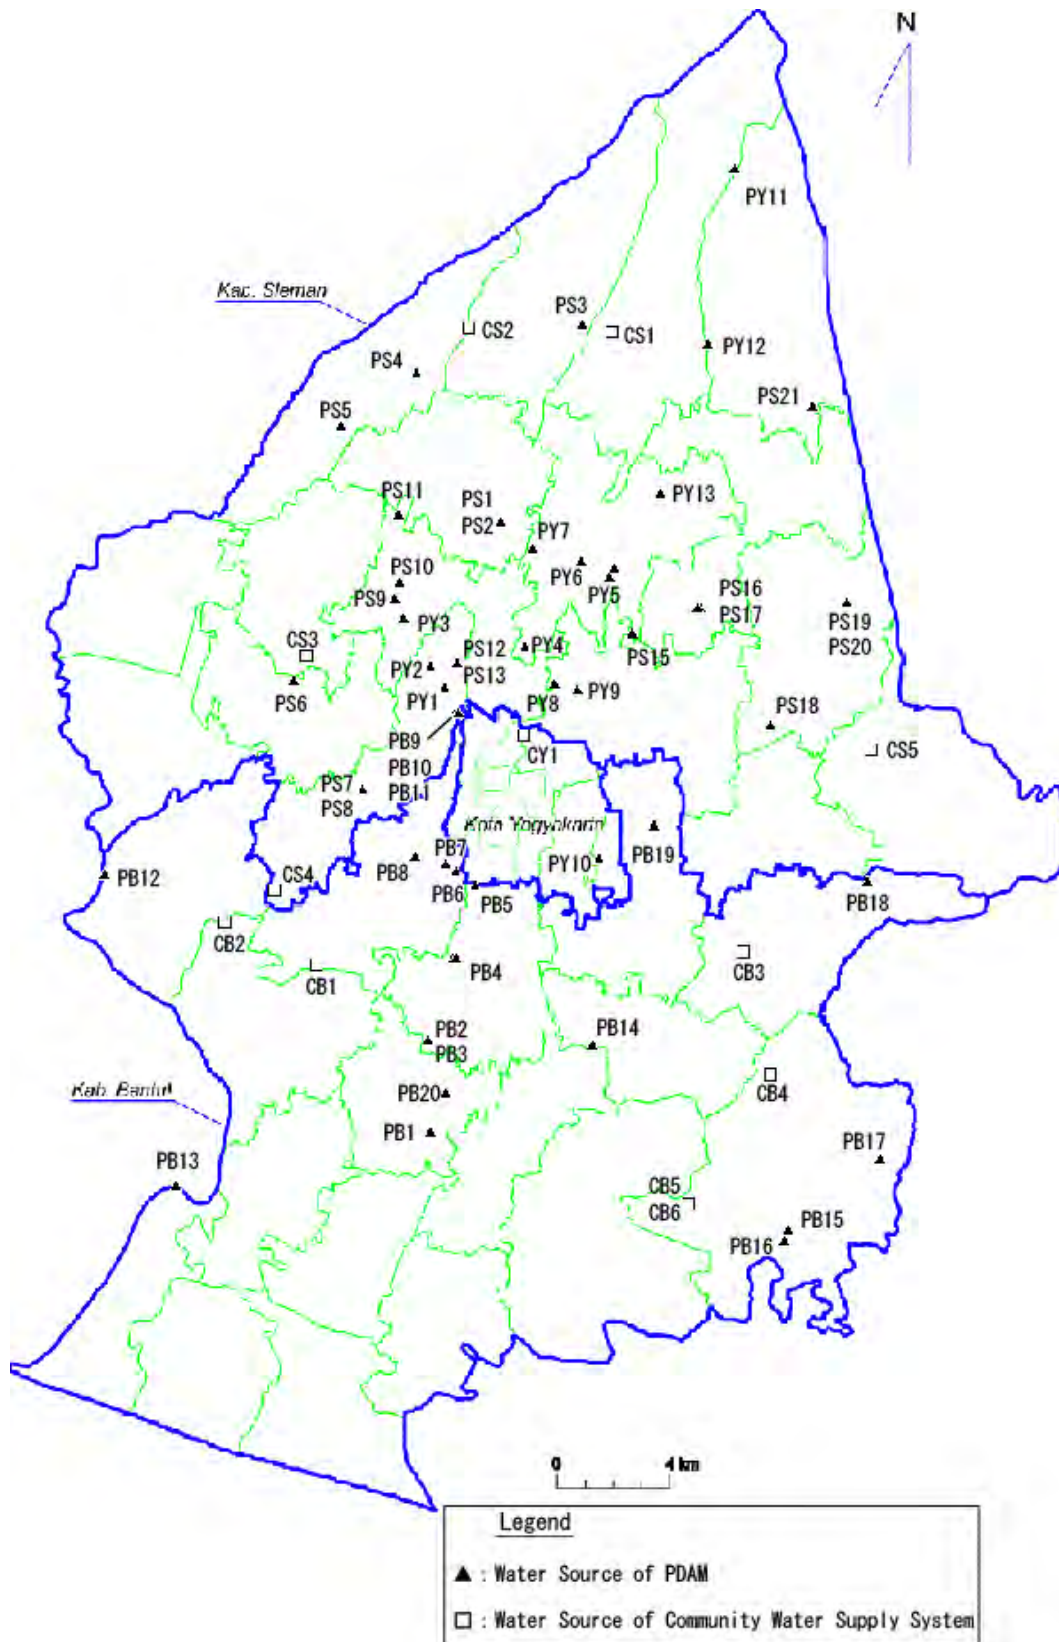 N
PY11
Kab. Sleman
PS3
CS2
CS1
PY12
PS4
PS21
PS5
PS11
PS1
PS2
PY13
PY7
PS10
PY6
PS9
PY5
PS16
PS17
PY3
PS19
PS20
CS3
PS12
PS13
PY4
PS15
PY2
PS6
PY1
PY8
PY9
PS18
PB9
PB10
PB11
CY1
CS5
PS7
PS8
Kota Yogyakarta
PB7
PB8
PY10
PB19
PB12
CS4
PB6
PB5
PB18
CB2
CB3
CB1
PB4
PB2
PB3
PB14
CB4
Kab. Bantul
PB20
PB1
PB17
PB13
CB5
CB6
PB15
PB16
0 4 km
Legend
▲ : Water Source of PDAM
□ : Water Source of Community Water Supply System